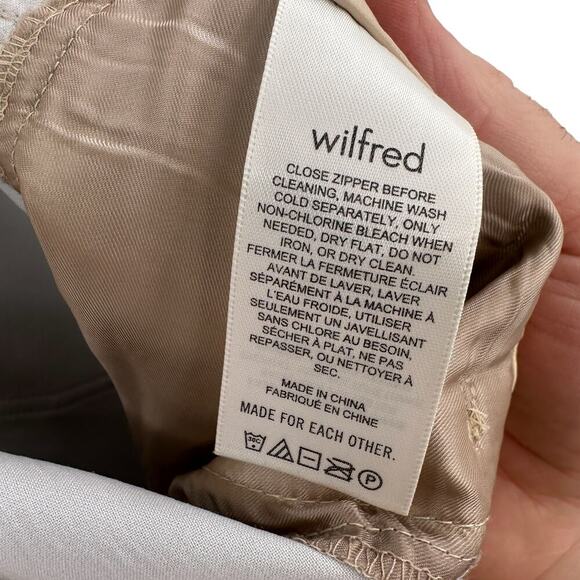 wilfred
CLOSE ZIPPER BEFORE
CLEANING, MACHINE WASH
COLD SEPARATELY, ONLY
NON-CHLORINE BLEACH WHEN
NEEDED, DRY FLAT, DO NOT
IRON, OR DRY CLEAN.
FERMER LA FERMETURE ÉCLAIR
AVANT DE LAVER, LAVER
SÉPARÉMENT À LA MACHINE À
L'EAU FROIDE, UTILISER
SEULEMENT UN JAVELLISANT
SANS CHLORE AU BESOIN,
SÉCHER À PLAT, NE PAS
REPASSER, OU NETTOYER À
SEC.
MADE IN CHINA
FABRIQUÉ EN CHINE
MADE FOR EACH OTHER.
30C P